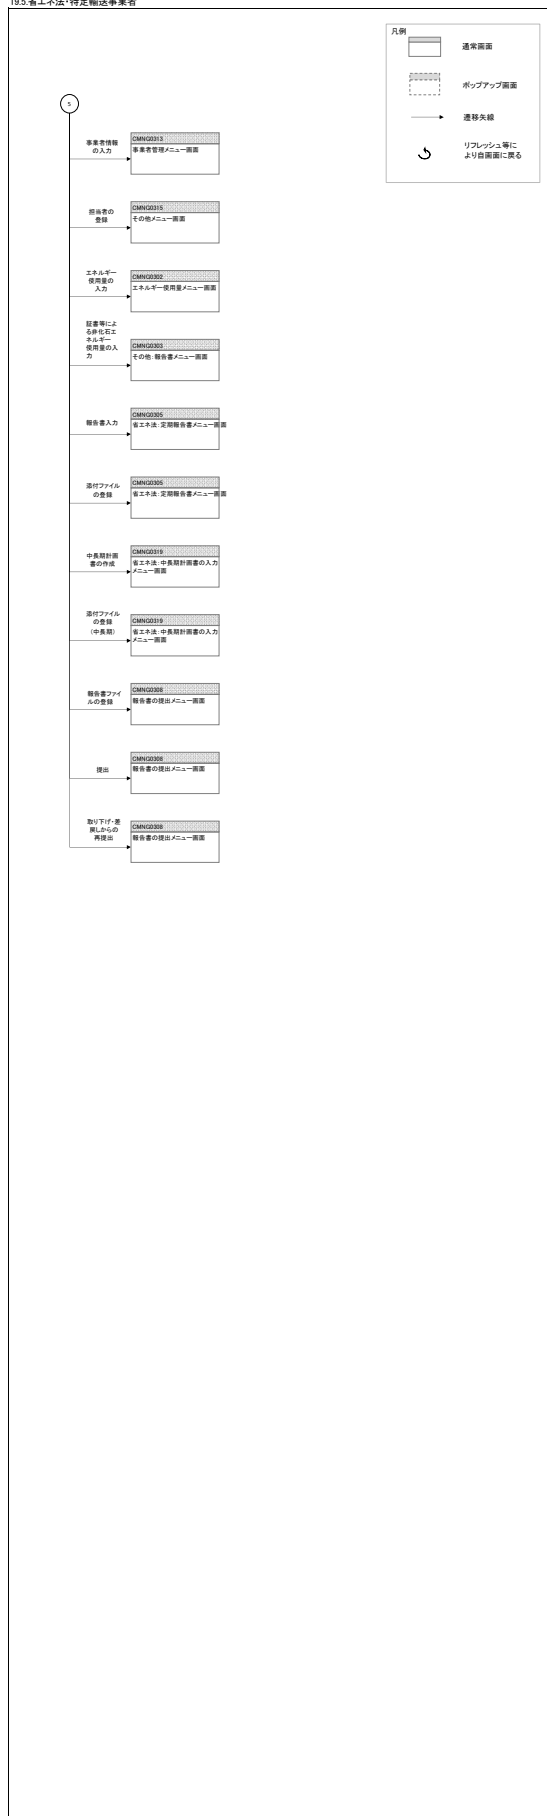 19.5.省エネ法・特定輸送事業者
凡例
通常画面
ポップアップ画面
遷移矢線
リフレッシュ等に
より自画面に戻る
S
事業者情報
の入力
CMNG0313
事業者管理メニュー画面
担当者の
登録
CMNG0315
その他メニュー画面
エネルギー
使用量の
入力
CMNG0302
エネルギー使用量メニュー画面
証書等によ
る非化石エ
ネルギー
使用量の入
力
CMNG0303
その他:報告書メニュー画面
報告書入力
CMNG0305
省エネ法:定期報告書メニュー画面
添付ファイル
の登録
CMNG0305
省エネ法:定期報告書メニュー画面
中長期計画
書の作成
CMNG0319
省エネ法:中長期計画書の入力
メニュー画面
添付ファイル
の登録
(中長期)
CMNG0319
省エネ法:中長期計画書の入力
メニュー画面
報告書ファイ
ルの登録
CMNG0308
報告書の提出メニュー画面
提出
CMNG0308
報告書の提出メニュー画面
取り下げ・差
戻しからの
再提出
CMNG0308
報告書の提出メニュー画面